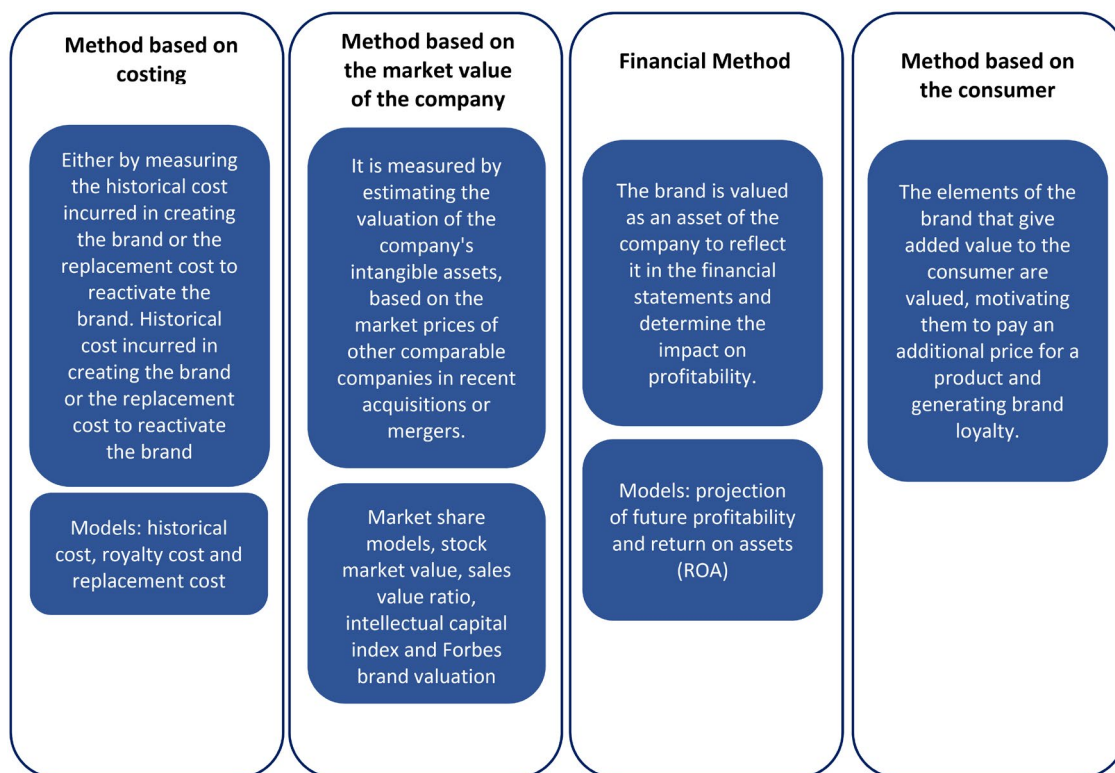 Method based on
costing
Either by measuring
the historical cost
incurred in creating
the brand or the
replacement cost to
reactivate the
brand. Historical
cost incurred in
creating the brand
or the replacement
cost to reactivate
the brand
Models: historical
cost, royalty cost and
replacement cost
Method based on
the market value
of the company
It is measured by
estimating the
valuation of the
company's
intangible assets,
based on the
market prices of
other comparable
companies in recent
acquisitions or
mergers.
Market share
models, stock
market value, sales
value ratio,
intellectual capital
index and Forbes
brand valuation
Financial Method
The brand is valued
as an asset of the
company to reflect
it in the financial
statements and
determine the
impact on
profitability.
Models: projection
of future profitability
and return on assets
(ROA)
Method based on
the consumer
The elements of the
brand that give
added value to the
consumer are
valued, motivating
them to pay an
additional price for a
product and
generating brand
loyalty.